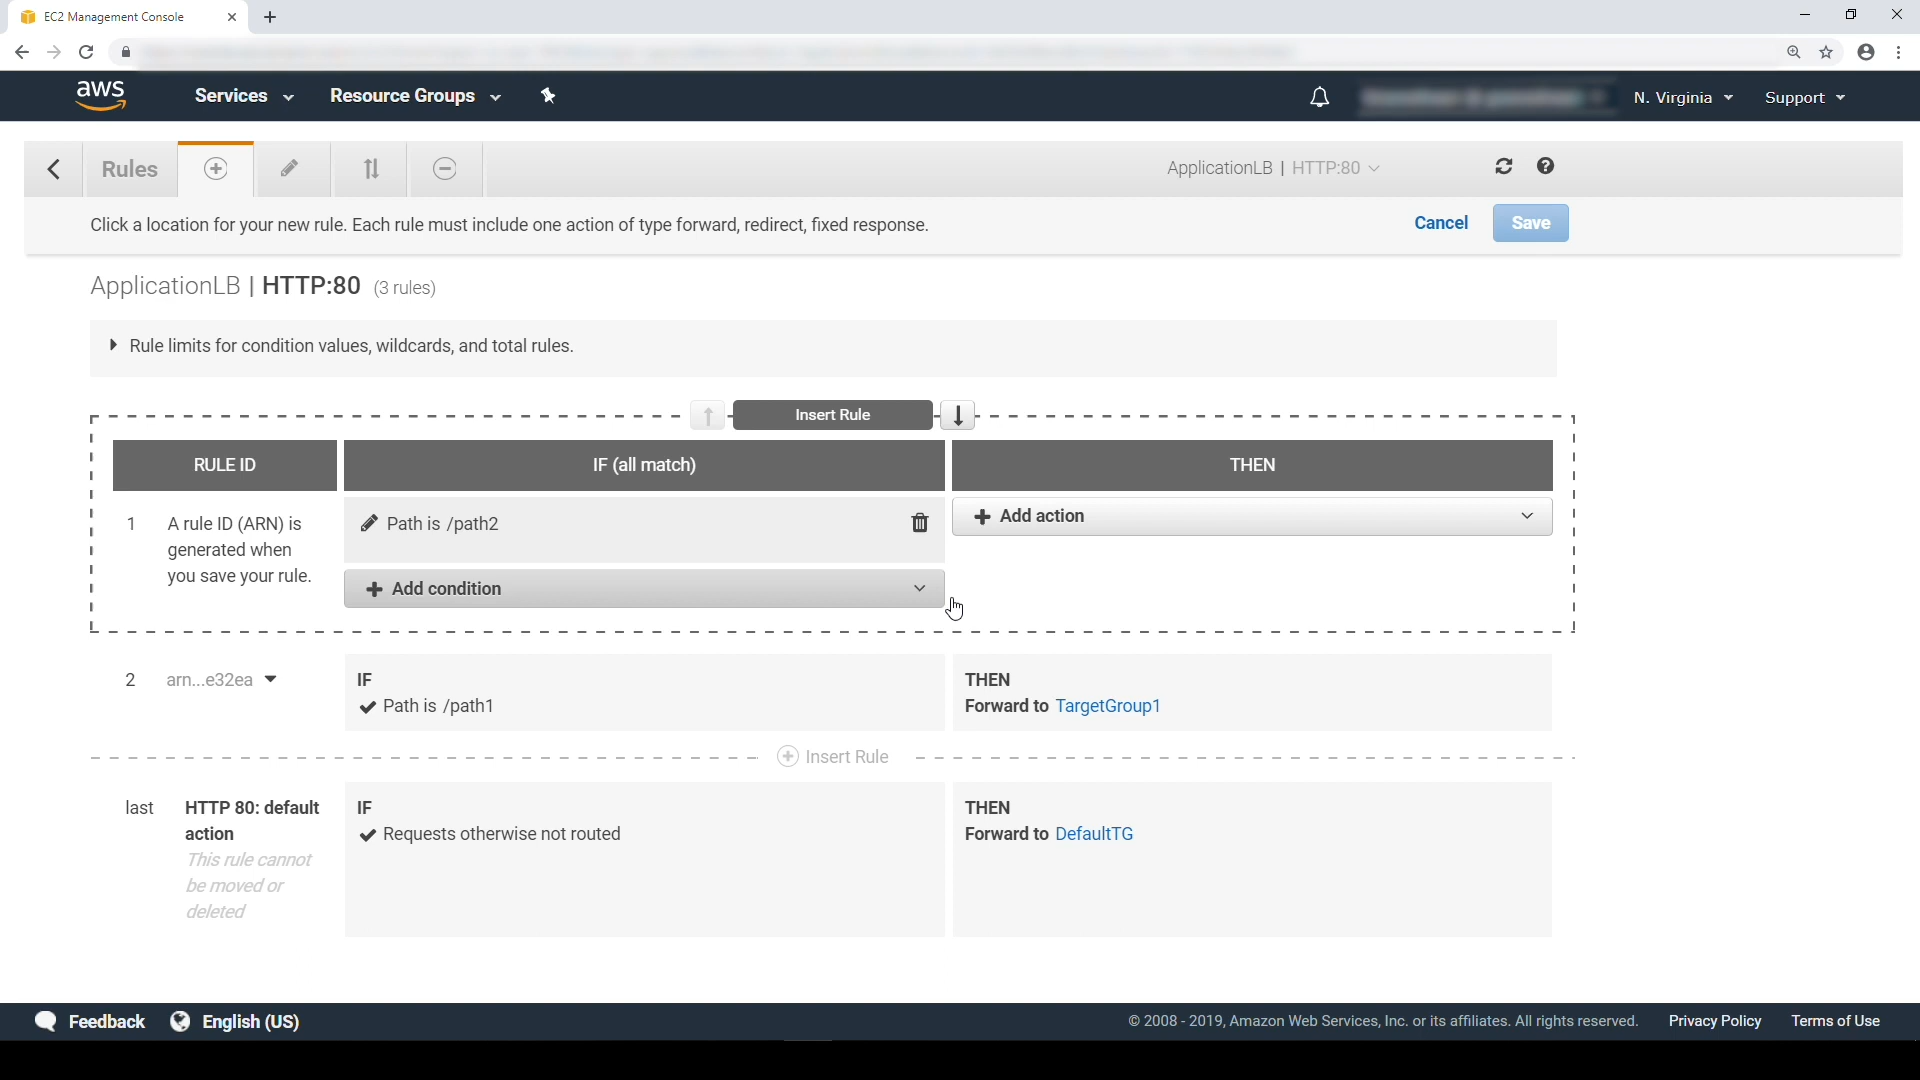 EC2 Management Console
aws Services Resource Groups N. Virginia Support
Rules ApplicationLB | HTTP:80
Click a location for your new rule. Each rule must include one action of type forward, redirect, fixed response. Cancel Save
ApplicationLB | HTTP:80 (3 rules)
Rule limits for condition values, wildcards, and total rules.
Insert Rule
RULE ID IF (all match) THEN
1 A rule ID (ARN) is Path is /path2 Add action
generated when
you save your rule. Add condition
2 arn...e32ea IF THEN
Path is /path1 Forward to TargetGroup1
Insert Rule
last HTTP 80: default IF THEN
action Requests otherwise not routed Forward to DefaultTG
This rule cannot
be moved or
deleted
Feedback English (US) © 2008 - 2019, Amazon Web Services, Inc. or its affiliates. All rights reserved. Privacy Policy Terms of Use